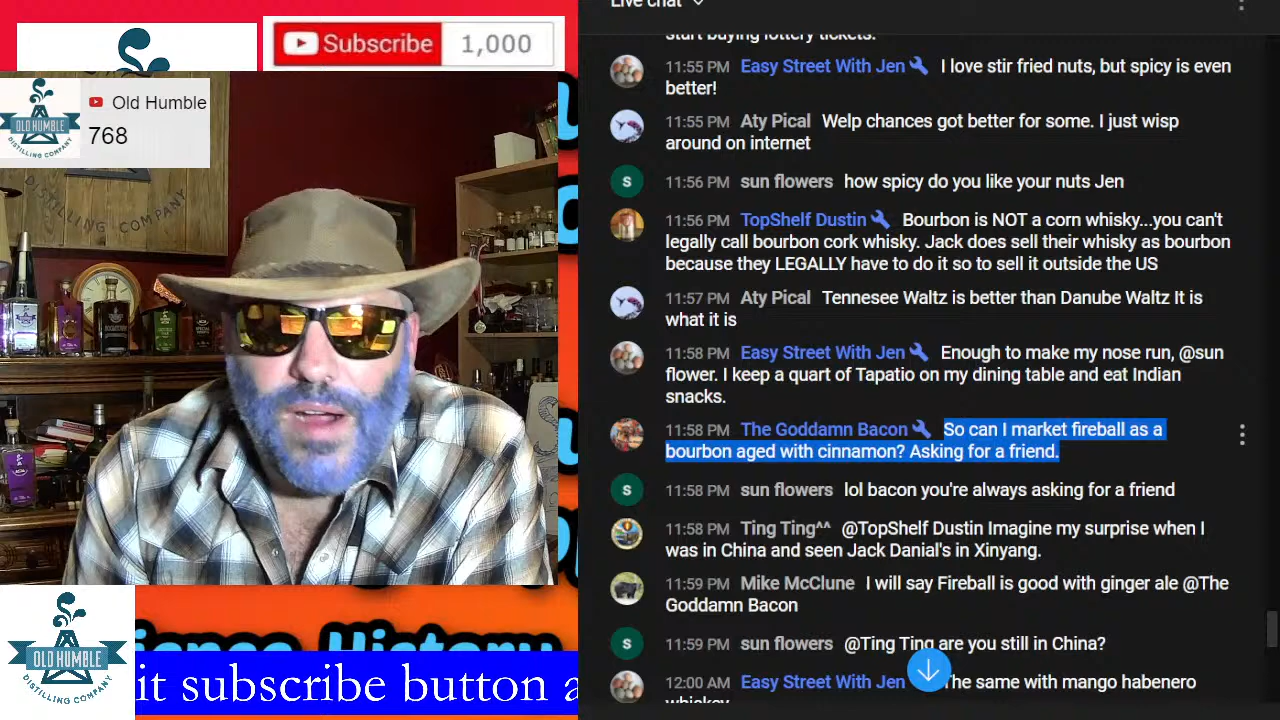 Subscribe 1,000
Old Humble
768
OLD HUMBLE
DISTILLING COMPANY
DISTILLING COMPANY
OLD HUMBLE
DISTILLING COMPANY
ience History
it subscribe button a
Live chat
start buying lottery tickets.
11:55 PM Easy Street With Jen I love stir fried nuts, but spicy is even
better!
11:55 PM Aty Pical Welp chances got better for some. I just wisp
around on internet
S
11:56 PM sun flowers how spicy do you like your nuts Jen
11:56 PM TopShelf Dustin Bourbon is NOT a corn whisky...you can't
legally call bourbon cork whisky. Jack does sell their whisky as bourbon
because they LEGALLY have to do it so to sell it outside the US
11:57 PM Aty Pical Tennesee Waltz is better than Danube Waltz It is
what it is
11:58 PM Easy Street With Jen Enough to make my nose run, @sun
flower. I keep a quart of Tapatio on my dining table and eat Indian
snacks.
11:58 PM The Goddamn Bacon So can I market fireball as a
bourbon aged with cinnamon? Asking for a friend.
S
11:58 PM sun flowers lol bacon you're always asking for a friend
11:58 PM Ting Ting^^ @TopShelf Dustin Imagine my surprise when I
was in China and seen Jack Danial's in Xinyang.
11:59 PM Mike McClune I will say Fireball is good with ginger ale @The
Goddamn Bacon
S
11:59 PM sun flowers @Ting Ting are you still in China?
12:00 AM Easy Street With Jen The same with mango habenero
whiskey